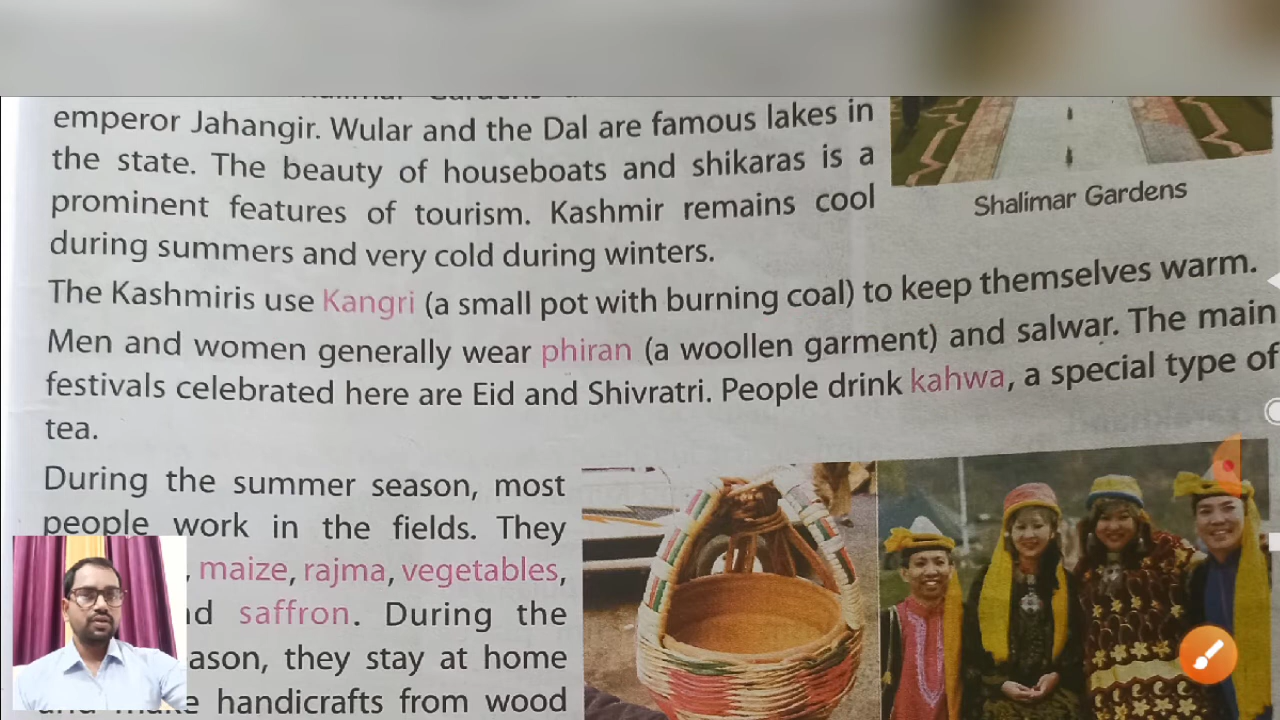 emperor Jahangir. Wular and the Dal are famous lakes in
the state. The beauty of houseboats and shikaras is a
prominent features of tourism. Kashmir remains cool
during summers and very cold during winters.
Shalimar Gardens
The Kashmiris use Kangri (a small pot with burning coal) to keep themselves warm.
Men and women generally wear phiran (a woollen garment) and salwar. The main
festivals celebrated here are Eid and Shivratri. People drink kahwa, a special type of
tea.
During the summer season, most
people work in the fields. They
, maize, rajma, vegetables,
saffron. During the
they stay at home
handicrafts from wood